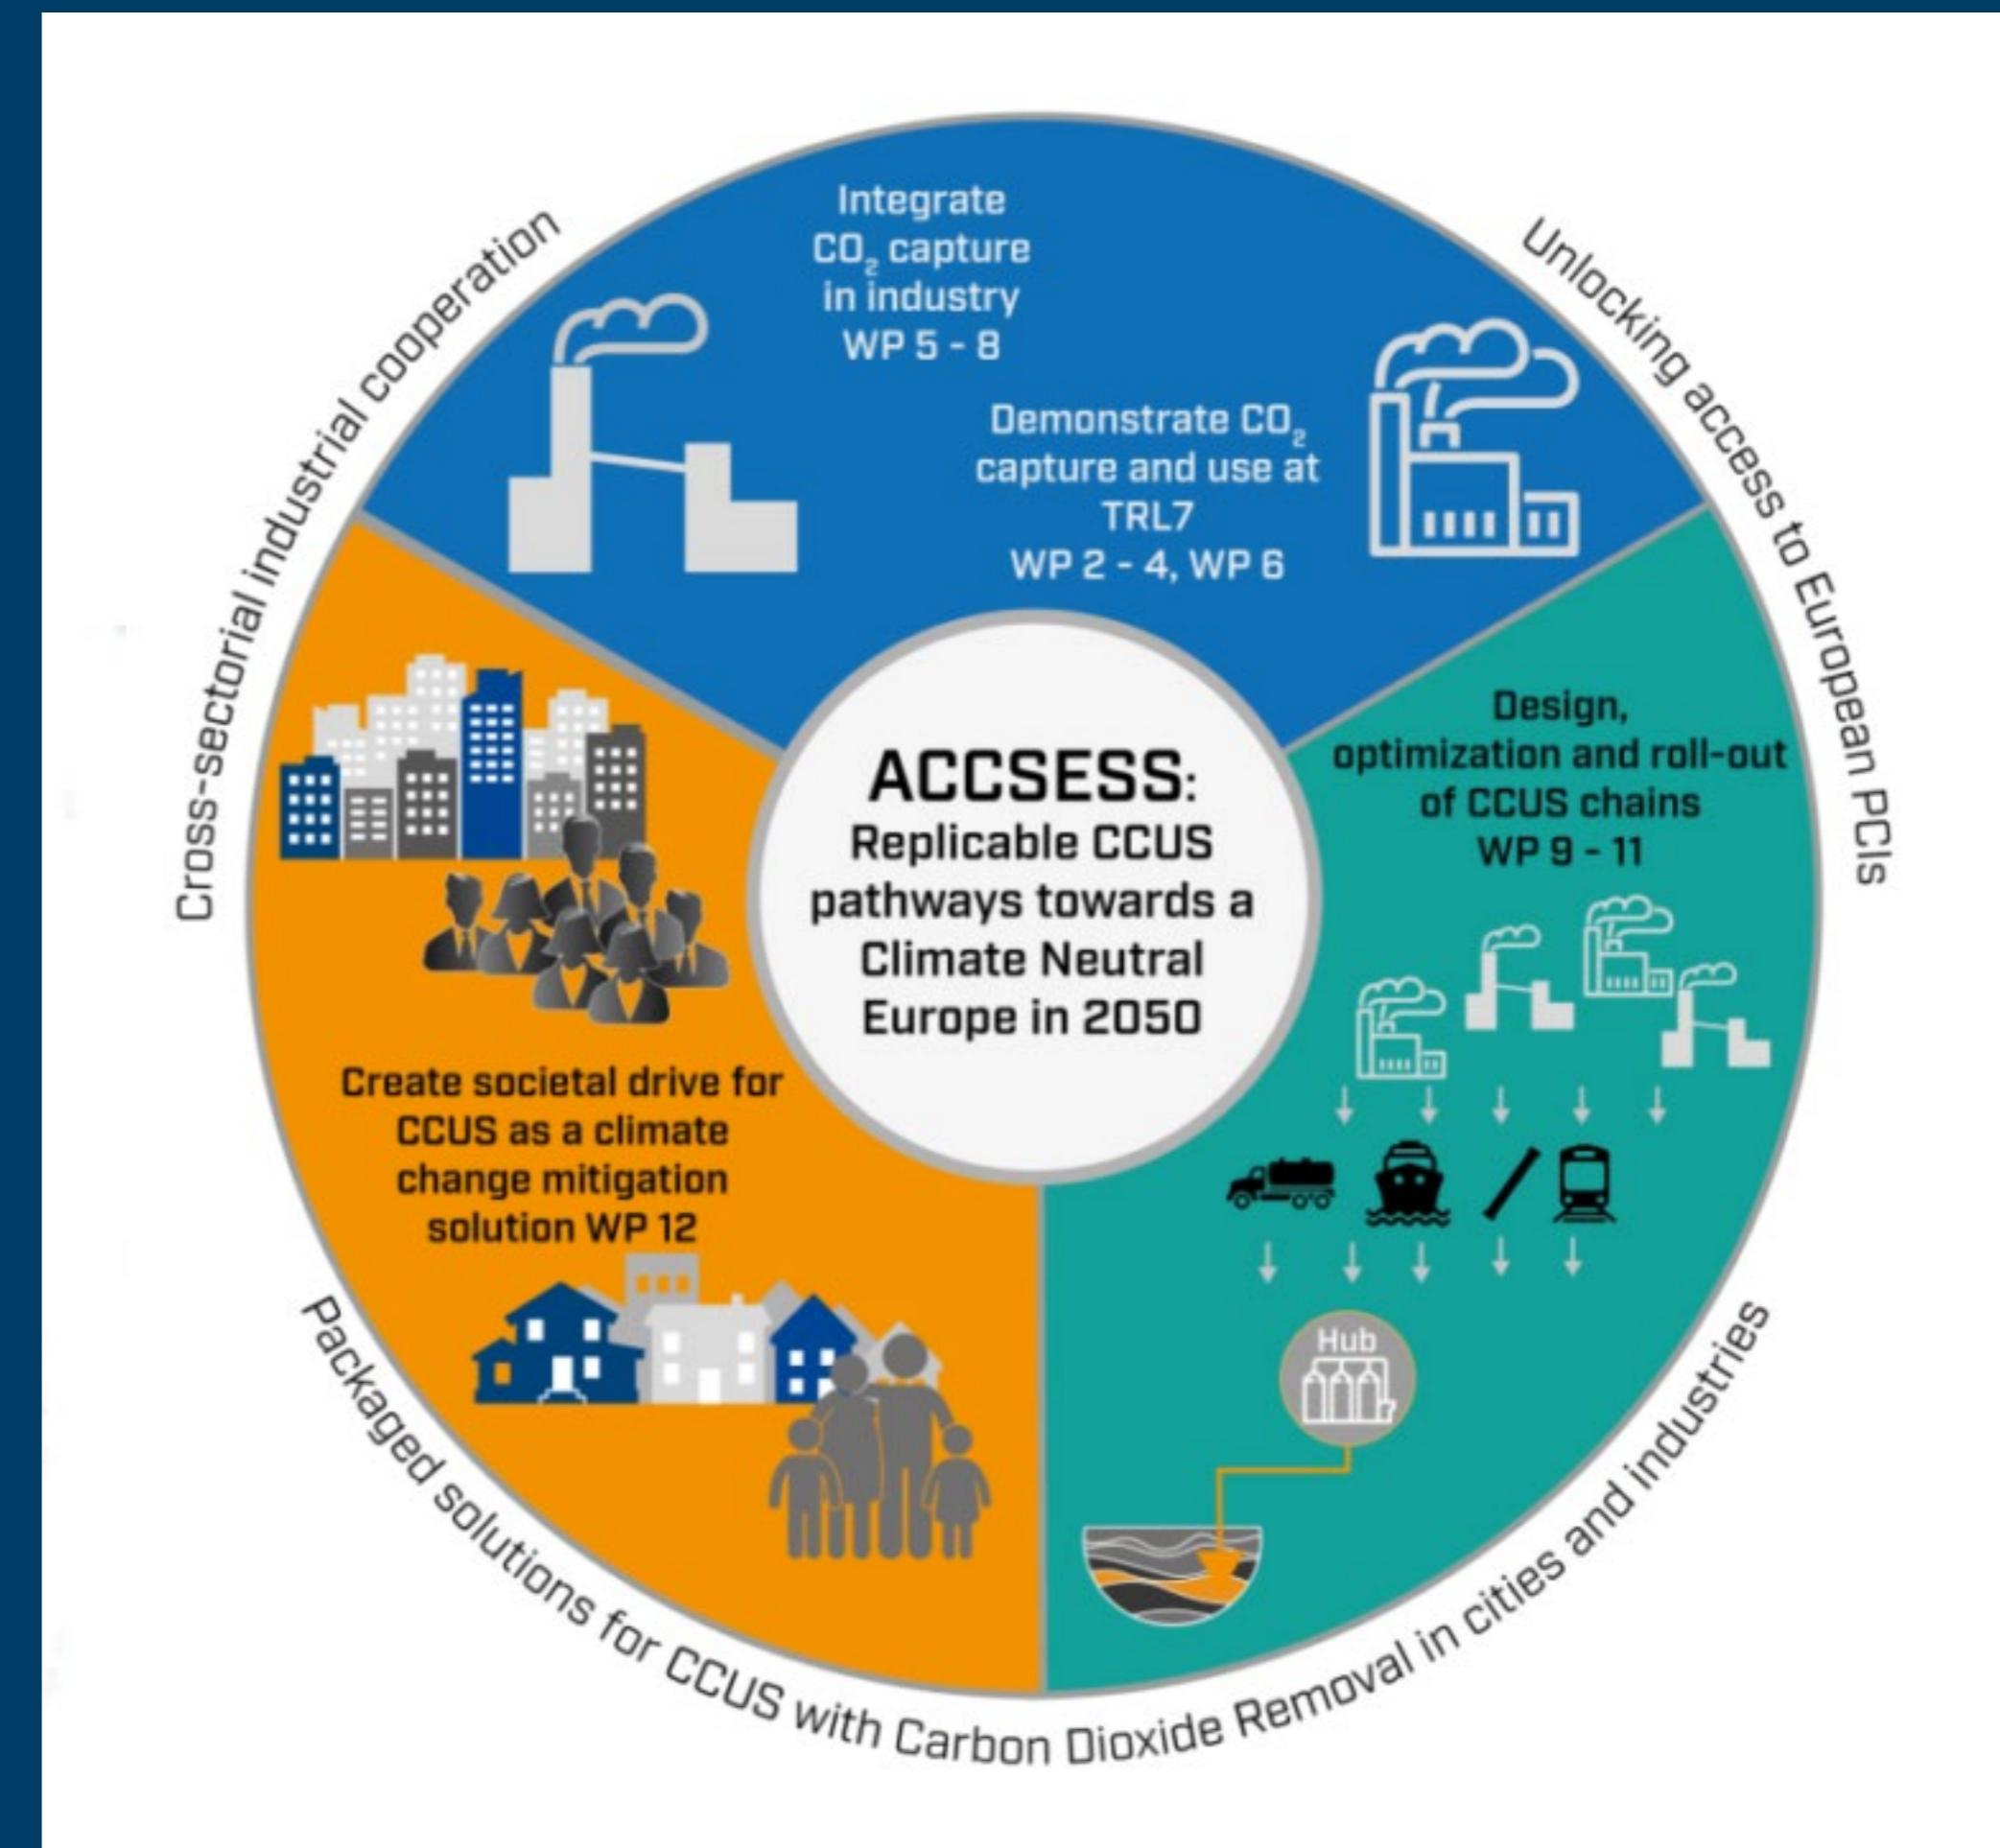 Cross-sectorial industrial cooperation
Unlocking access to European PCIs
Integrate
CO₂ capture
in industry
WP 5 - 8
Demonstrate CO₂
capture and use at
TRL7
WP 2 - 4, WP 6
Design,
optimization and roll-out
of CCUS chains
WP 9 - 11
ACCSESS:
Replicable CCUS
pathways towards a
Climate Neutral
Europe in 2050
Create societal drive for
CCUS as a climate
change mitigation
solution WP 12
Hub
Packaged solutions for CCUS with Carbon Dioxide Removal in cities and industries